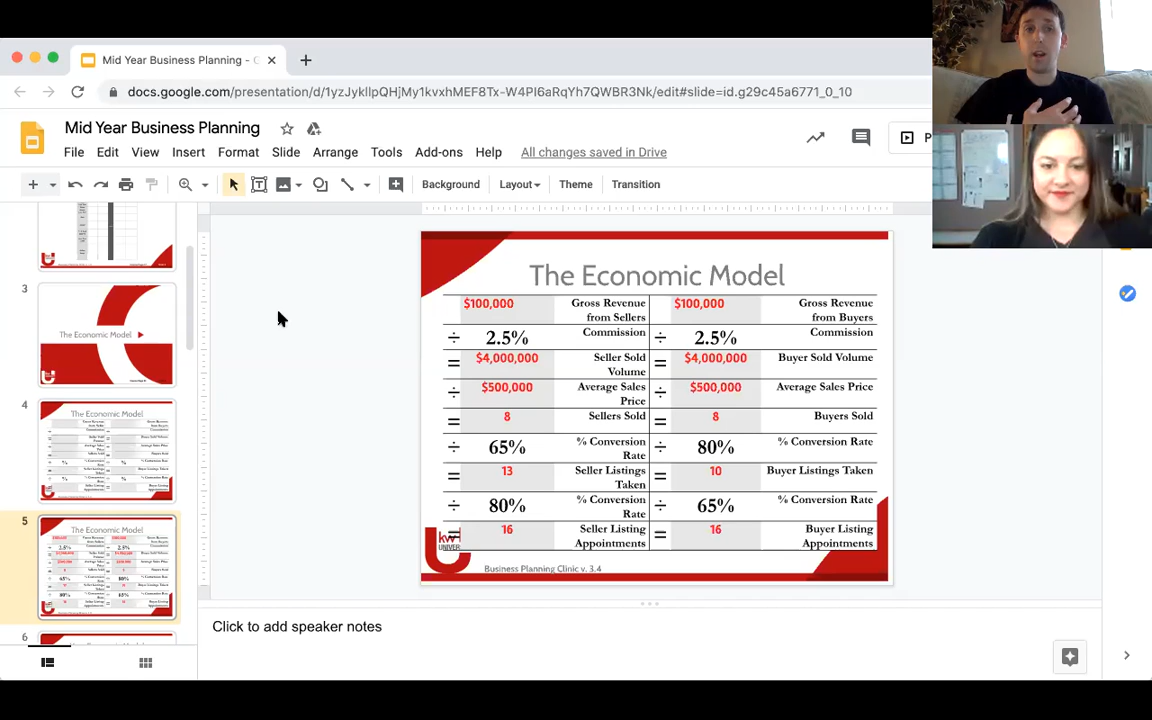 Mid Year Business Planning -
docs.google.com/presentation/d/1yzJykllpQHjMy1kvxhMEF8Tx-W4PI6aRqYh7QWBR3Nk/edit#slide=id.g29c45a6771_0_10
Mid Year Business Planning
File Edit View Insert Format Slide Arrange Tools Add-ons Help All changes saved in Drive
Background Layout Theme Transition
3
The Economic Model
4
The Economic Model
5
The Economic Model
6
The Economic Model
$100,000 Gross Revenue from Sellers $100,000 Gross Revenue from Buyers
÷ 2.5% Commission ÷ 2.5% Commission
= $4,000,000 Seller Sold Volume = $4,000,000 Buyer Sold Volume
÷ $500,000 Average Sales Price ÷ $500,000 Average Sales Price
= 8 Sellers Sold = 8 Buyers Sold
÷ 65% % Conversion Rate ÷ 80% % Conversion Rate
= 13 Seller Listings Taken = 10 Buyer Listings Taken
÷ 80% % Conversion Rate ÷ 65% % Conversion Rate
= 16 Seller Listing Appointments = 16 Buyer Listing Appointments
kw
UNIVER
Business Planning Clinic v. 3.4
Click to add speaker notes